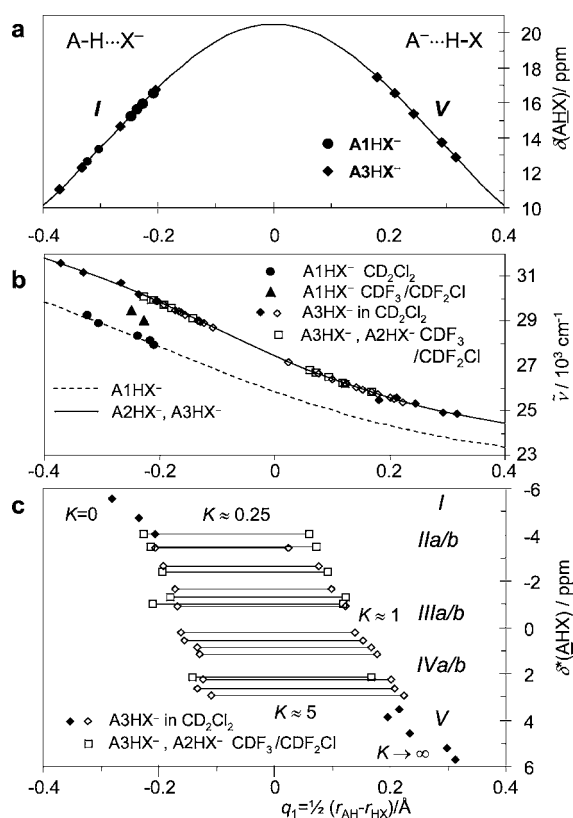 a
A-H···X⁻
A⁻···H-X
I
V
A1HX⁻
A3HX⁻
20
18
16
14
12
10
δ(AHX)/ ppm
-0.4 -0.2 0 0.2 0.4
b
A1HX⁻ CD₂Cl₂
A1HX⁻ CDF₃/CDF₂Cl
A3HX⁻ in CD₂Cl₂
A3HX⁻, A2HX⁻ CDF₃
/CDF₂Cl
A1HX⁻
A2HX⁻, A3HX⁻
31
29
27
25
23
ṽ /10³ cm⁻¹
-0.4 -0.2 0 0.2 0.4
c
K=0
K ≈ 0.25
I
IIa/b
K ≈ 1
IIIa/b
IVa/b
K ≈ 5
V
K → ∞
A3HX⁻ in CD₂Cl₂
A3HX⁻, A2HX⁻ CDF₃/CDF₂Cl
-6
-4
-2
0
2
4
6
δ*(AHX) / ppm
-0.4 -0.2 0 0.2 0.4
q₁=½ (rAH-rHX)/Å